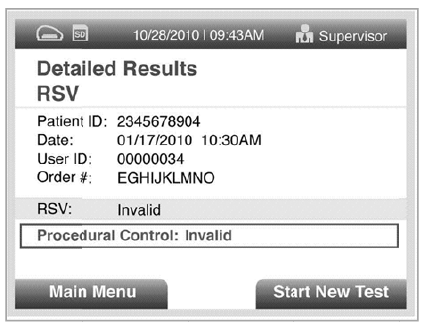 SD 10/28/2010 | 09:43AM Supervisor
Detailed Results
RSV
Patient ID: 2345678904
Date: 01/17/2010 10:30AM
User ID: 00000034
Order #: EGHIJKLMNO
RSV: Invalid
Procedural Control: Invalid
Main Menu Start New Test